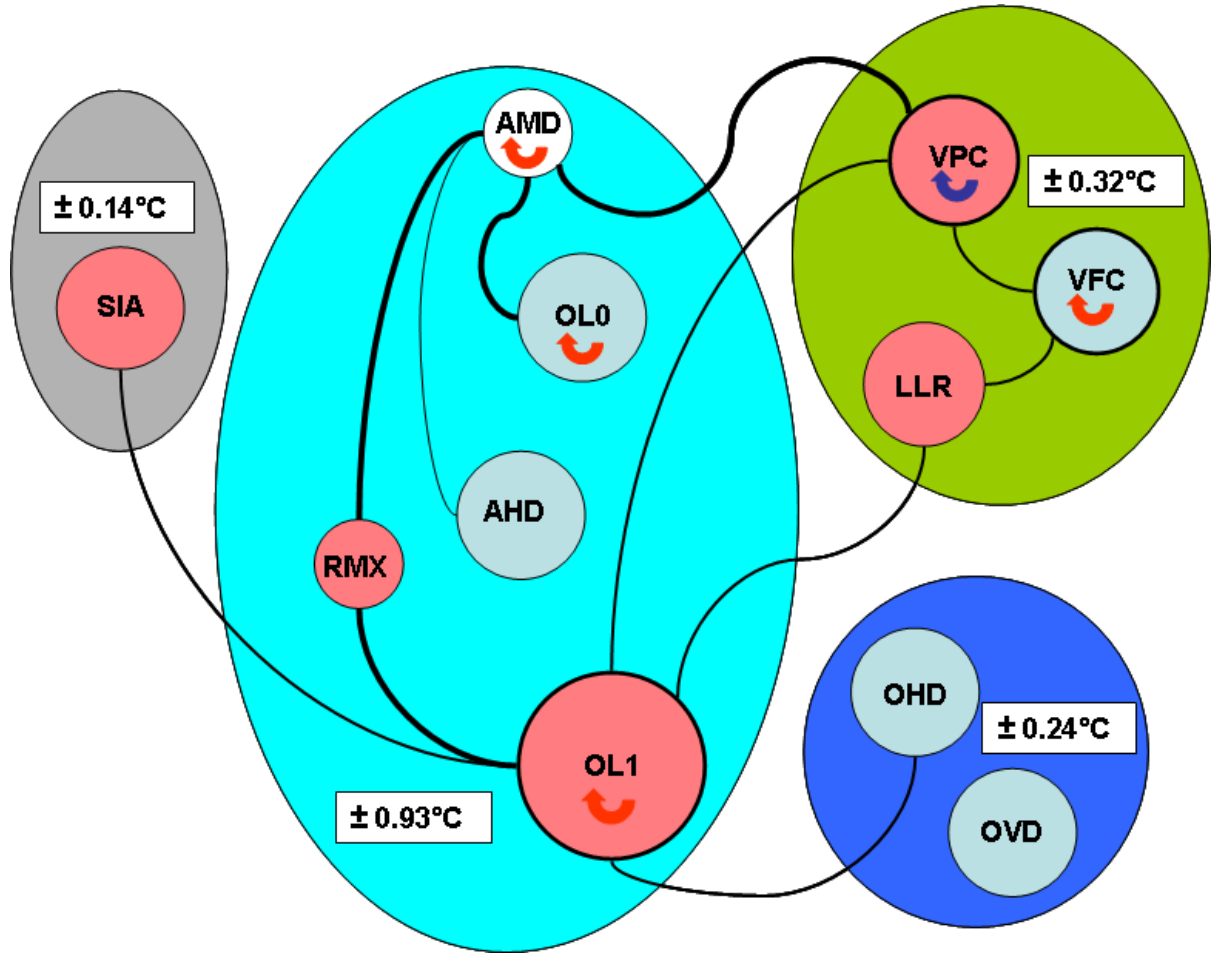 AMD
VPC
± 0.32°C
± 0.14°C
VFC
SIA
OL0
LLR
AHD
RMX
OHD
± 0.24°C
OL1
± 0.93°C
OVD